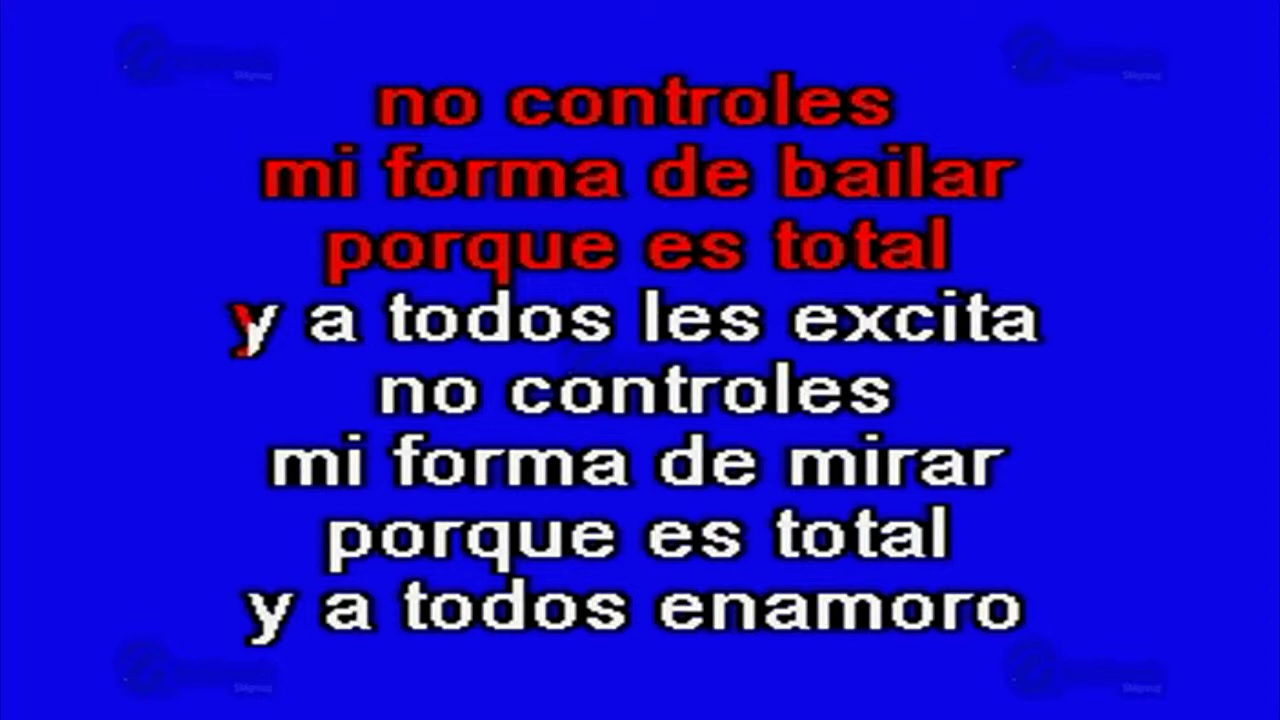 no controles
mi forma de bailar
porque es total
y a todos les excita
no controles
mi forma de mirar
porque es total
y a todos enamoro